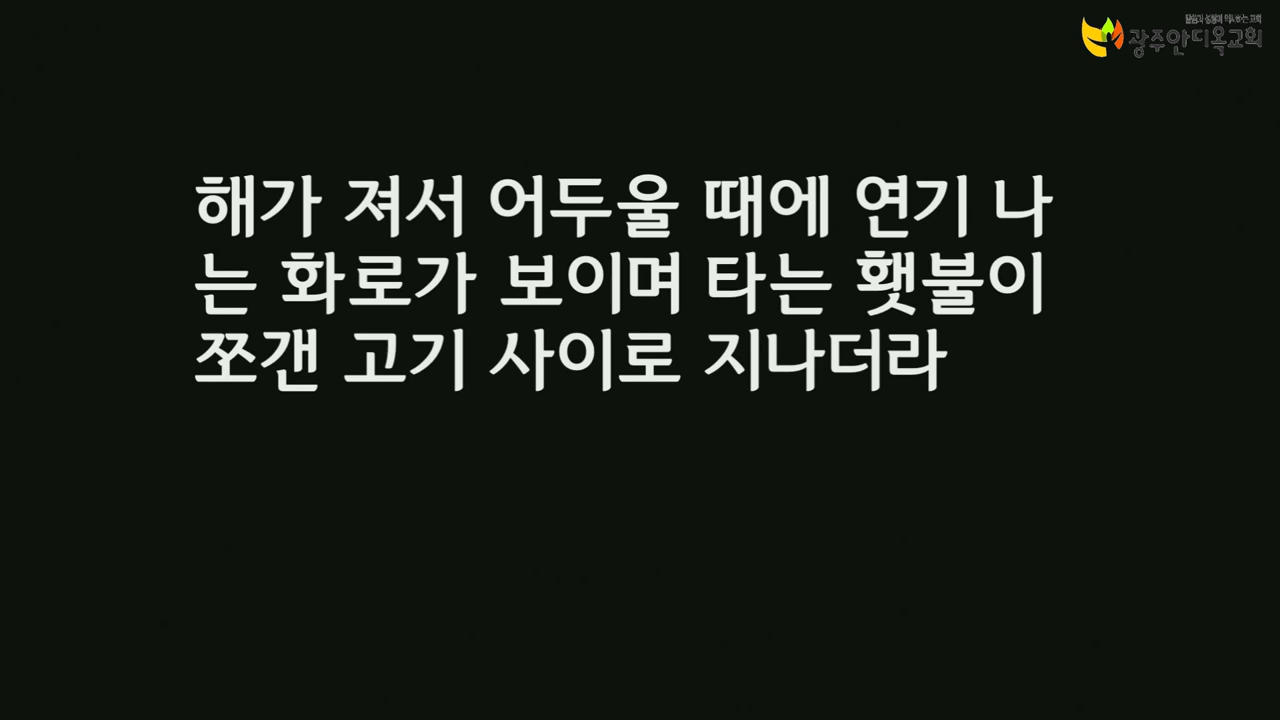 광주안디옥교회
해가 져서 어두울 때에 연기 나
는 화로가 보이며 타는 횃불이
쪼갠 고기 사이로 지나더라